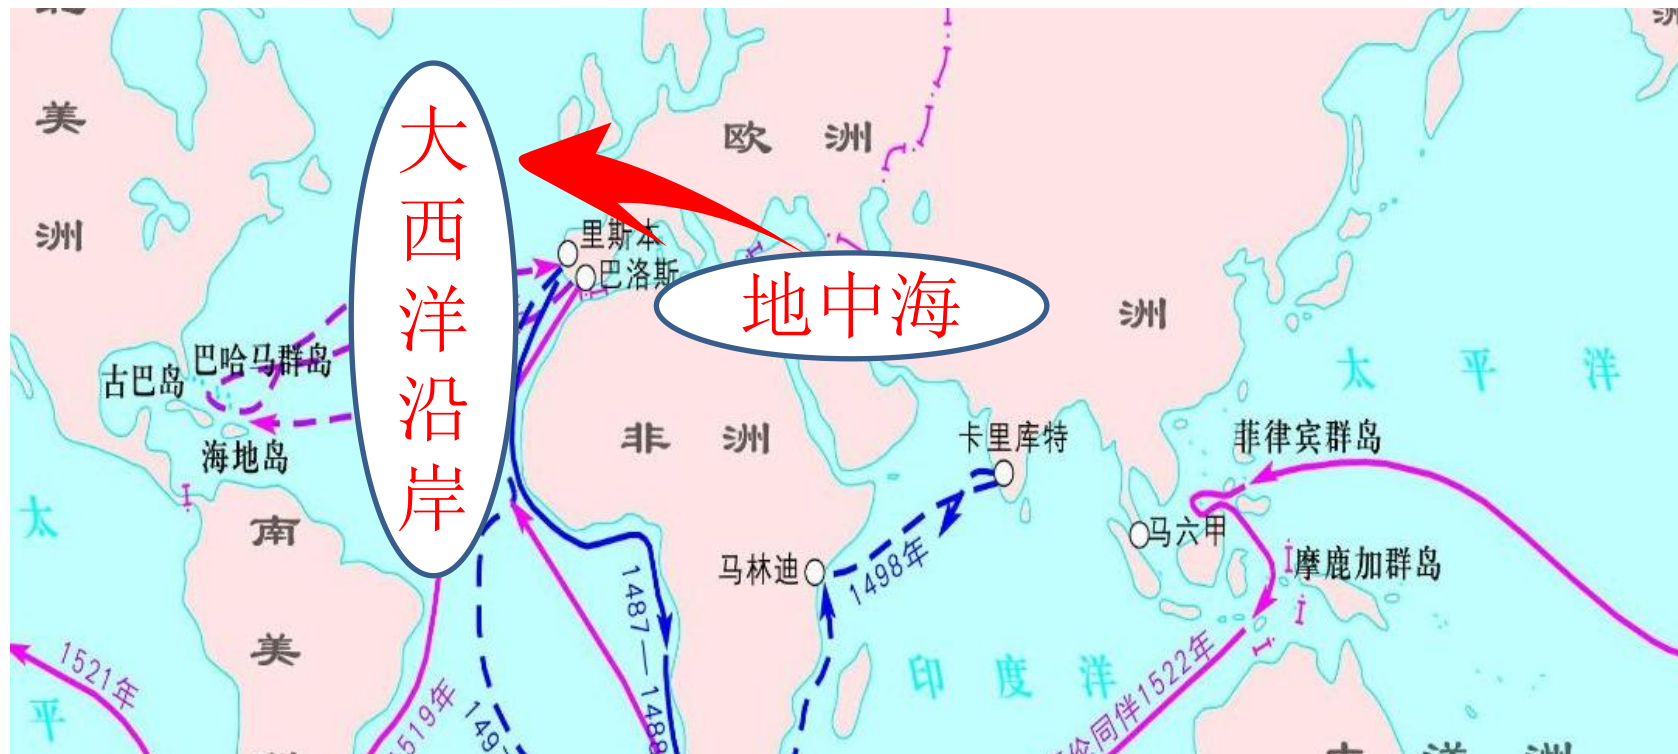 美
洲
欧 洲
大西洋沿岸
里斯本
巴洛斯
地中海
洲
太 平 洋
巴哈马群岛
古巴岛
海地岛
非 洲
卡里库特
菲律宾群岛
马六甲
摩鹿加群岛
马林迪
1498年
太
平
南
美
1487—1488
1521年
519年
149
印 度 洋
同伴1522年
洋